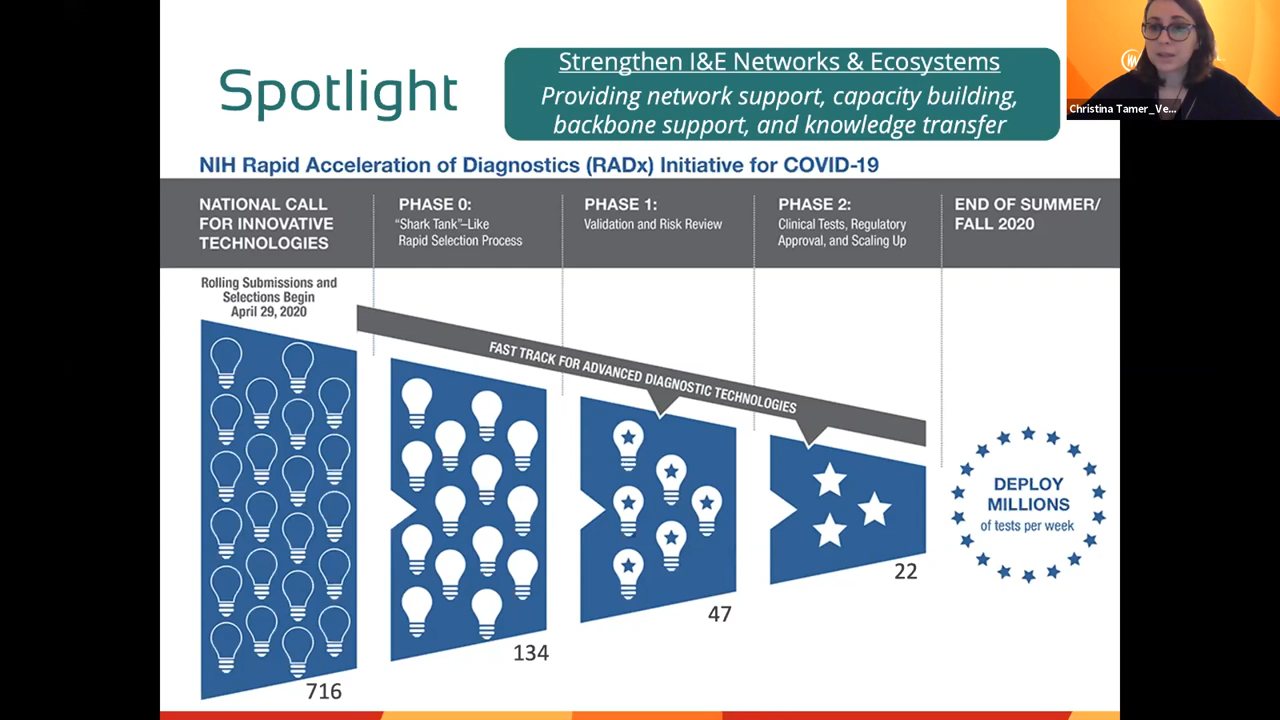 Spotlight
Strengthen I&E Networks & Ecosystems
Providing network support, capacity building,
backbone support, and knowledge transfer
Christina Tamer_Ve...
NIH Rapid Acceleration of Diagnostics (RADx) Initiative for COVID-19
NATIONAL CALL
FOR INNOVATIVE
TECHNOLOGIES
PHASE 0:
“Shark Tank”–Like
Rapid Selection Process
PHASE 1:
Validation and Risk Review
PHASE 2:
Clinical Tests, Regulatory
Approval, and Scaling Up
END OF SUMMER/
FALL 2020
Rolling Submissions and
Selections Begin
April 29, 2020
FAST TRACK FOR ADVANCED DIAGNOSTIC TECHNOLOGIES
DEPLOY
MILLIONS
of tests per week
716
134
47
22